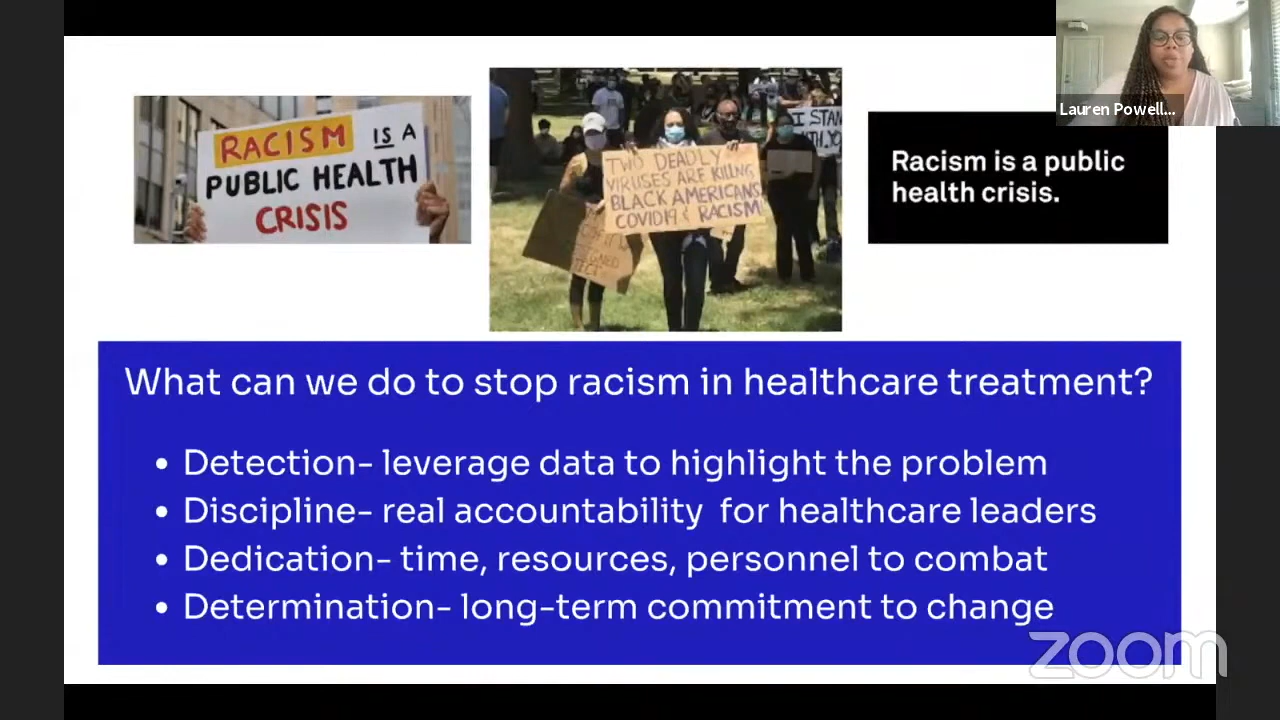 Lauren Powell...
RACISM IS A
PUBLIC HEALTH
CRISIS
TWO DEADLY
VIRUSES ARE KILLNG
BLACK AMERICANS
COVID19 & RACISM!
I STAN
Racism is a public
health crisis.
What can we do to stop racism in healthcare treatment?
• Detection- leverage data to highlight the problem
• Discipline- real accountability for healthcare leaders
• Dedication- time, resources, personnel to combat
• Determination- long-term commitment to change
zoom